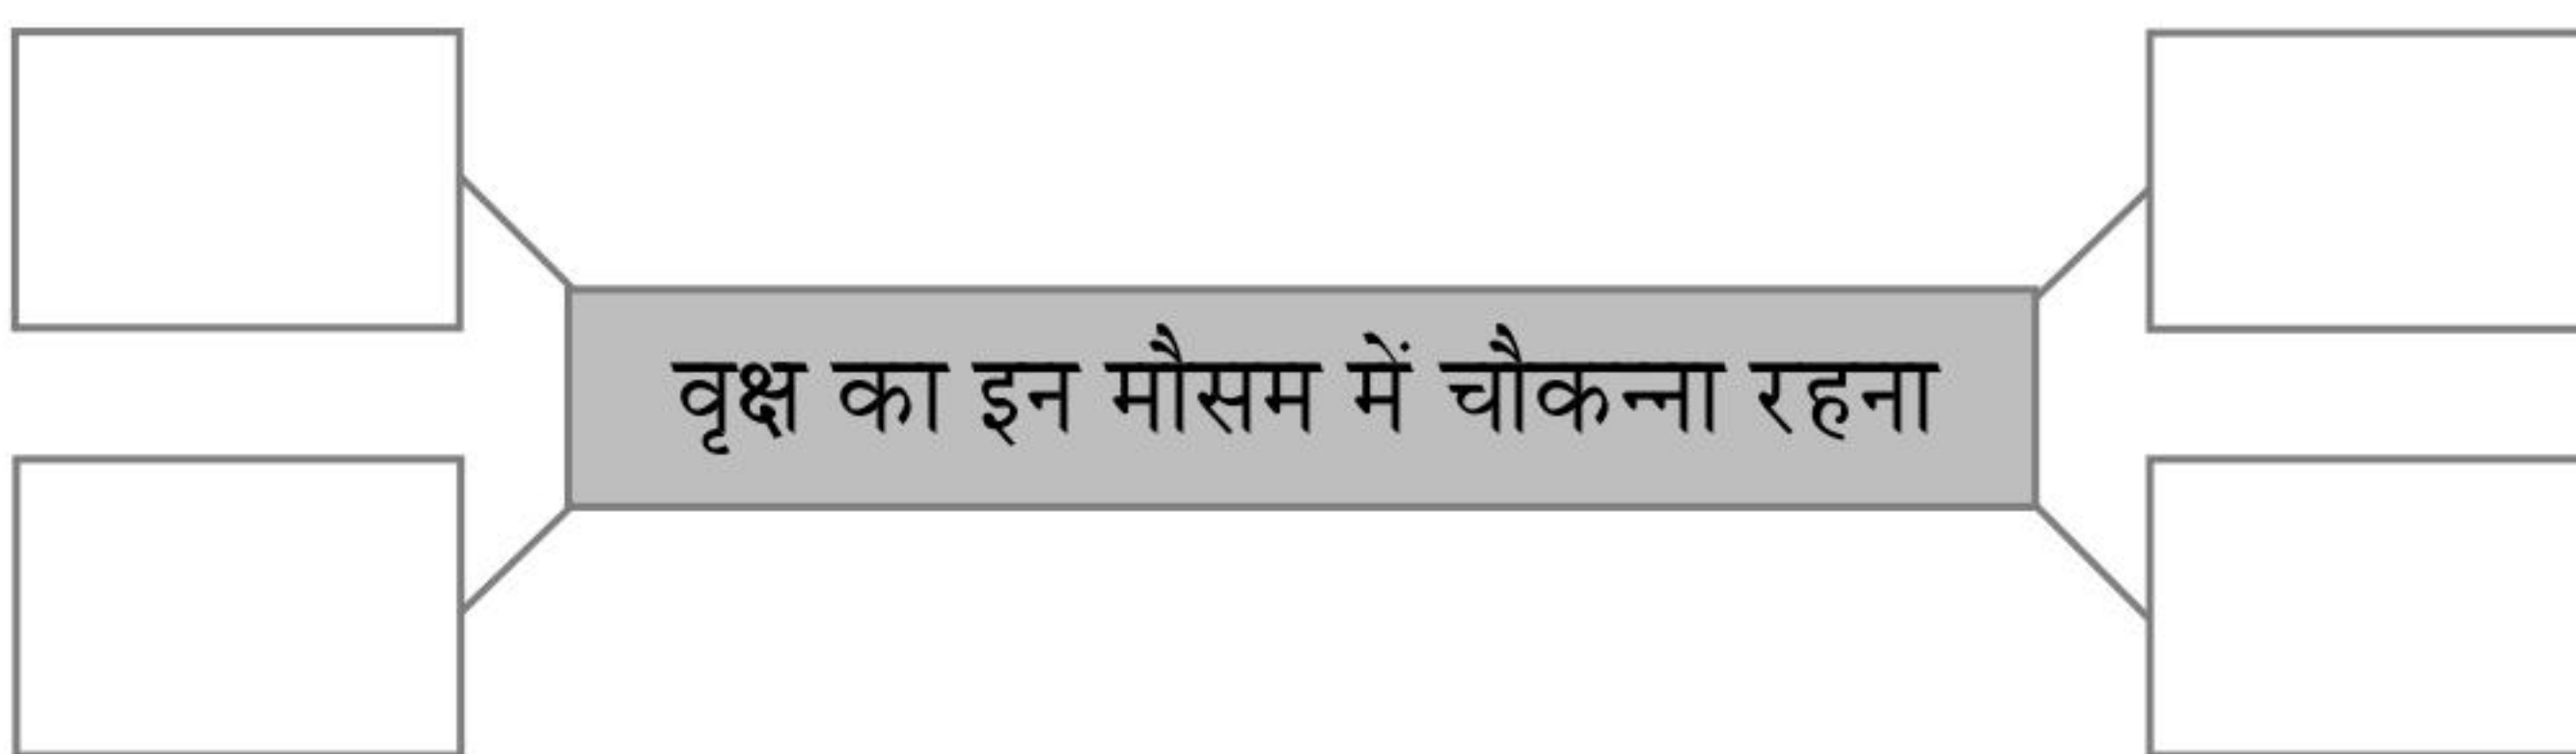 वृक्ष का इन मौसम में चौकन्ना रहना